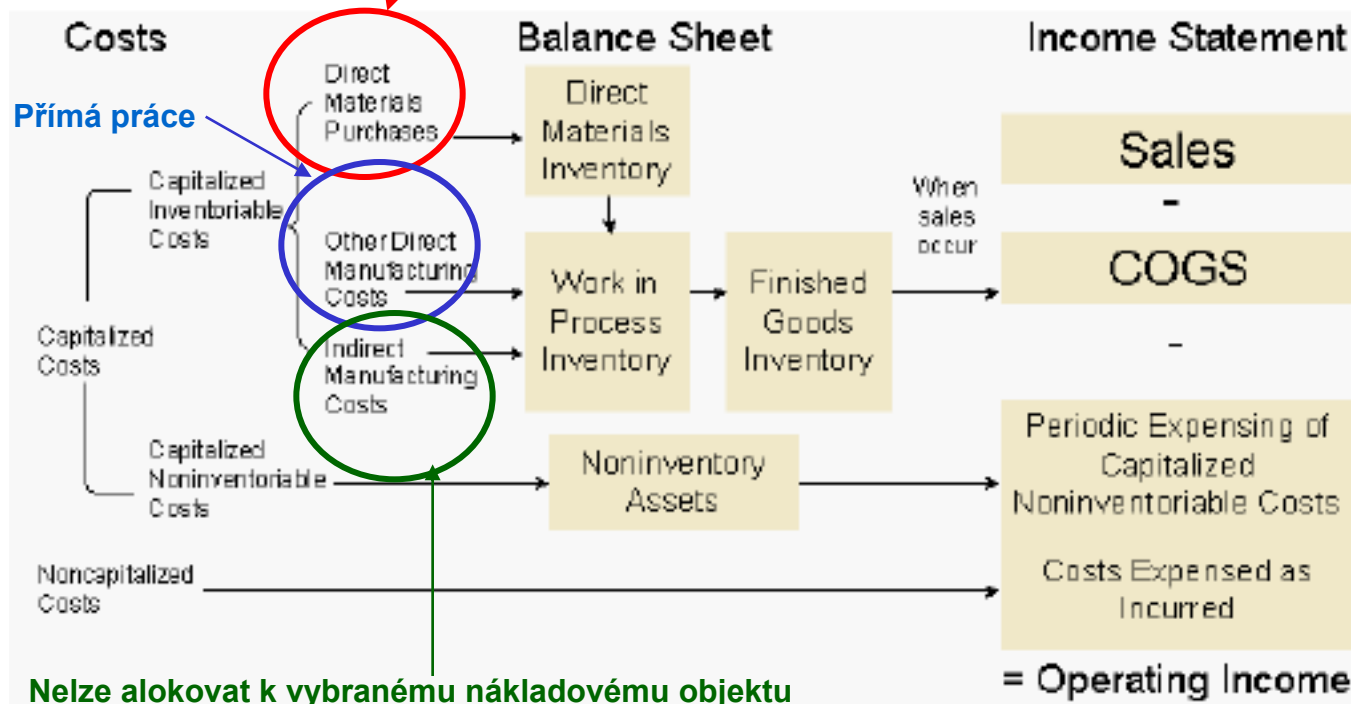 Costs
Balance Sheet
Income Statement
Přímá práce
Direct
Materials
Purchases
Direct
Materials
Inventory
Sales
-
Capitalized
Inventoriable
Costs
When
sales
occur
Other Direct
Manufacturing
Costs
Work in
Process
Inventory
Finished
Goods
Inventory
COGS
-
Capitalized
Costs
Indirect
Manufacturing
Costs
Capitalized
Noninventoriable
Costs
Noninventory
Assets
Periodic Expensing of
Capitalized
Noninventoriable Costs
Noncapitalized
Costs
Costs Expensed as
Incurred
Nelze alokovat k vybranému nákladovému objektu
= Operating Income